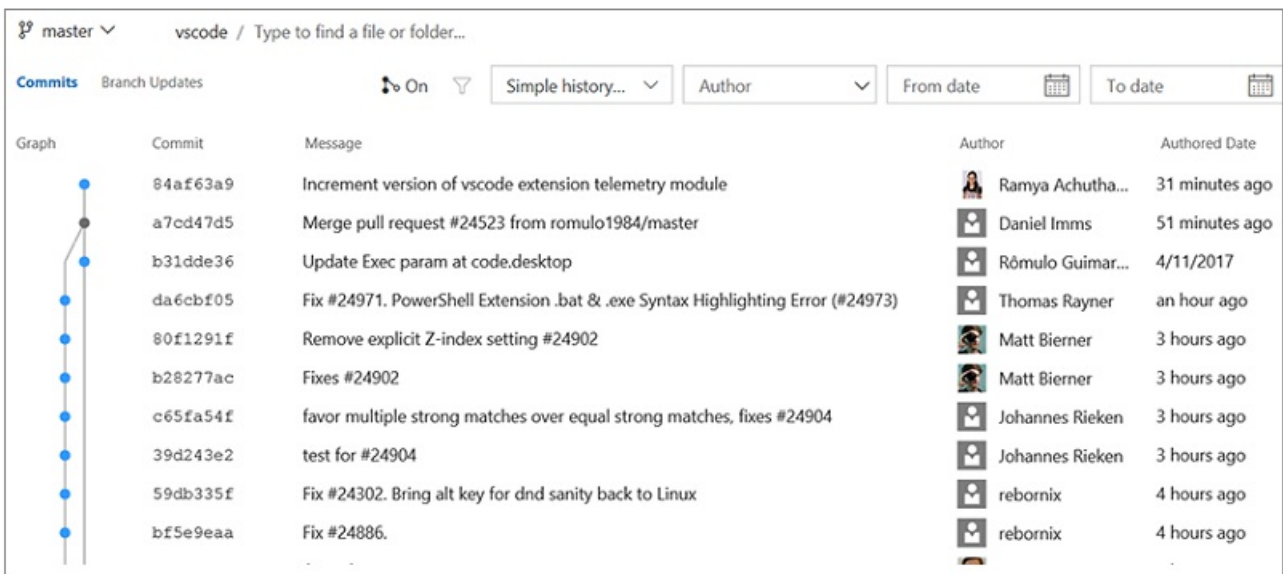 master vscode / Type to find a file or folder...
Commits Branch Updates On Simple history... Author From date To date
Graph Commit Message Author Authored Date
84af63a9 Increment version of vscode extension telemetry module Ramya Achutha... 31 minutes ago
a7cd47d5 Merge pull request #24523 from romulo1984/master Daniel Imms 51 minutes ago
b31dde36 Update Exec param at code.desktop Rômulo Guimar... 4/11/2017
da6cbf05 Fix #24971. PowerShell Extension .bat & .exe Syntax Highlighting Error (#24973) Thomas Rayner an hour ago
80f1291f Remove explicit Z-index setting #24902 Matt Bierner 3 hours ago
b28277ac Fixes #24902 Matt Bierner 3 hours ago
c65fa54f favor multiple strong matches over equal strong matches, fixes #24904 Johannes Rieken 3 hours ago
39d243e2 test for #24904 Johannes Rieken 3 hours ago
59db335f Fix #24302. Bring alt key for dnd sanity back to Linux rebornix 4 hours ago
bf5e9eaa Fix #24886. rebornix 4 hours ago